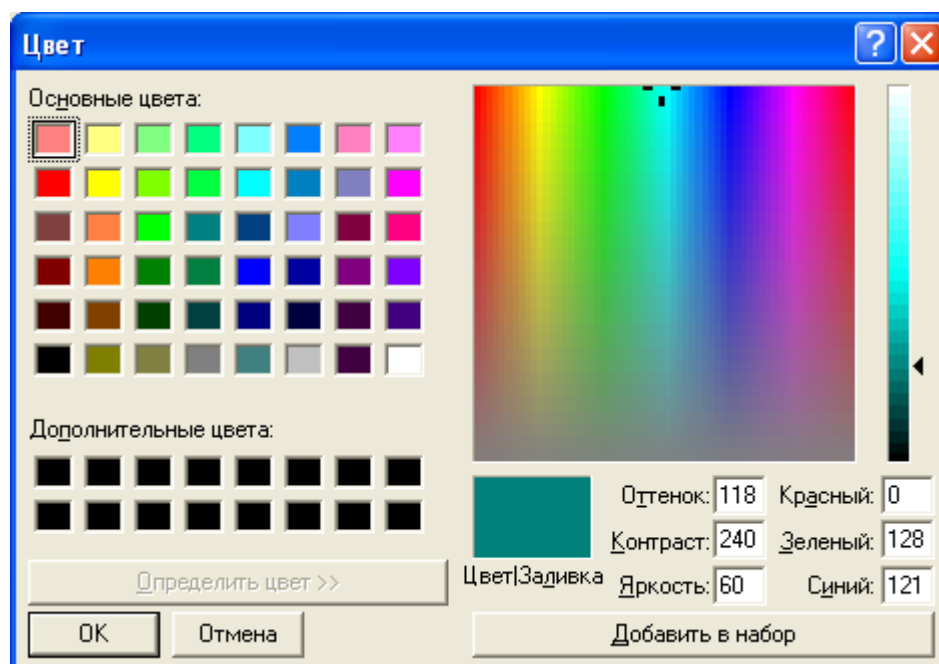 Цвет
Основные цвета:
Дополнительные цвета:
Определить цвет >>
OK
Отмена
Цвет|Заливка
Оттенок: 118
Контраст: 240
Яркость: 60
Красный: 0
Зеленый: 128
Синий: 121
Добавить в набор